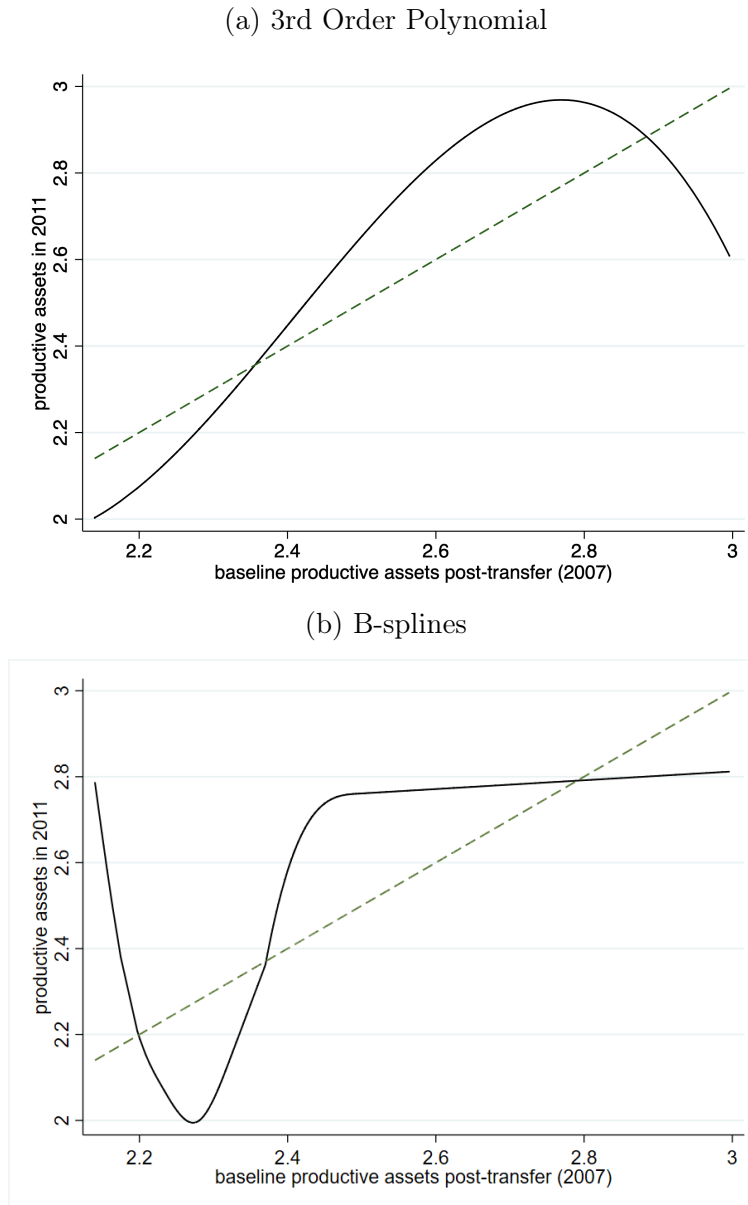 (a) 3rd Order Polynomial
3
2.8
2.6
2.4
2.2
2
productive assets in 2011
2.2 2.4 2.6 2.8 3
baseline productive assets post-transfer (2007)
(b) B-splines
3
2.8
2.6
2.4
2.2
2
productive assets in 2011
2.2 2.4 2.6 2.8 3
baseline productive assets post-transfer (2007)